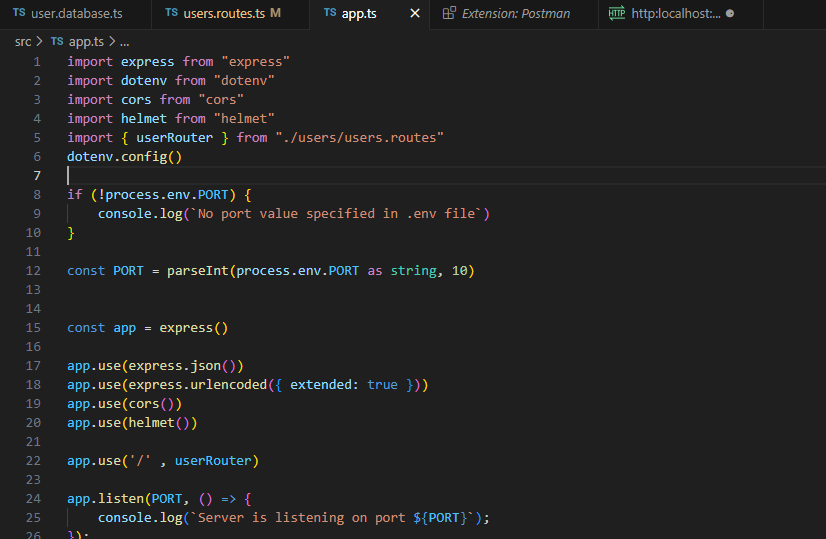 TS user.database.ts TS users.routes.ts M TS app.ts Extension: Postman HTTP http:localhost:...
src > TS app.ts > ...
1 import express from "express"
2 import dotenv from "dotenv"
3 import cors from "cors"
4 import helmet from "helmet"
5 import { userRouter } from "./users/users.routes"
6 dotenv.config()
7
8 if (!process.env.PORT) {
9 console.log(`No port value specified in .env file`)
10 }
11
12 const PORT = parseInt(process.env.PORT as string, 10)
13
14
15 const app = express()
16
17 app.use(express.json())
18 app.use(express.urlencoded({ extended: true }))
19 app.use(cors())
20 app.use(helmet())
21
22 app.use('/' , userRouter)
23
24 app.listen(PORT, () => {
25 console.log(`Server is listening on port ${PORT}`);
26 });